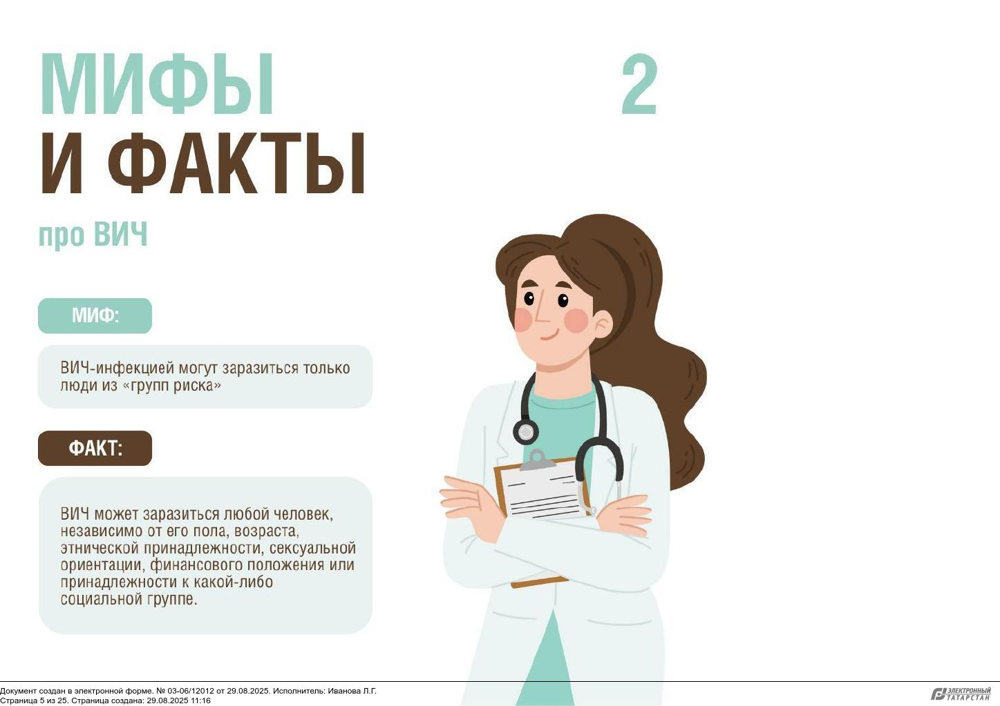 МИФЫ
2
И ФАКТЫ
про ВИЧ
МИФ:
ВИЧ-инфекцией могут заразиться только
люди из «групп риска»
ФАКТ:
ВИЧ может заразиться любой человек,
независимо от его пола, возраста,
этнической принадлежности, сексуальной
ориентации, финансового положения или
принадлежности к какой-либо
социальной группе.
Документ создан в электронной форме. № 03-06/12012 от 29.08.2025. Исполнитель: Иванова Л.Г.
Страница 5 из 25. Страница создана: 29.08.2025 11:16
ЭЛЕКТРОННЫЙ
ТАТАРСТАН